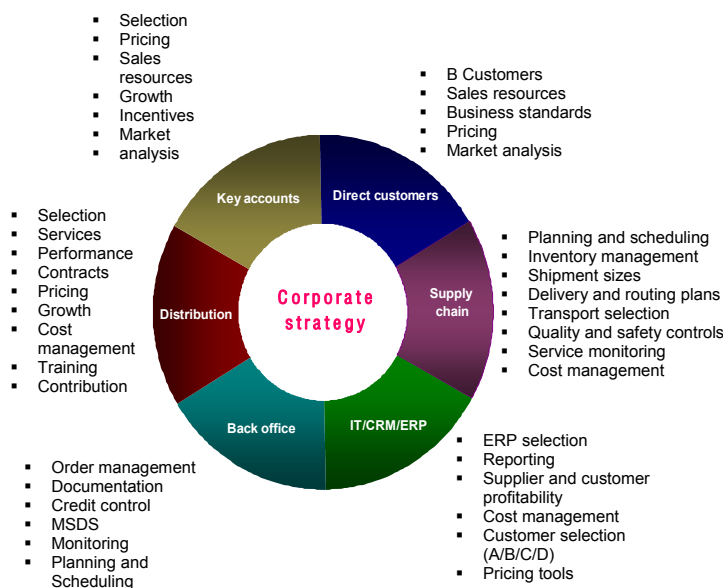 ▪ Selection
▪ Pricing
▪ Sales
resources
▪ Growth
▪ Incentives
▪ Market
▪ analysis
▪ B Customers
▪ Sales resources
▪ Business standards
▪ Pricing
▪ Market analysis
Key accounts
Direct customers
▪ Selection
▪ Services
▪ Performance
▪ Contracts
▪ Pricing
▪ Growth
▪ Cost
management
▪ Training
▪ Contribution
Distribution
Corporate
strategy
Supply
chain
▪ Planning and scheduling
▪ Inventory management
▪ Shipment sizes
▪ Delivery and routing plans
▪ Transport selection
▪ Quality and safety controls
▪ Service monitoring
▪ Cost management
Back office
IT/CRM/ERP
▪ Order management
▪ Documentation
▪ Credit control
▪ MSDS
▪ Monitoring
▪ Planning and
Scheduling
▪ ERP selection
▪ Reporting
▪ Supplier and customer
profitability
▪ Cost management
▪ Customer selection
(A/B/C/D)
▪ Pricing tools